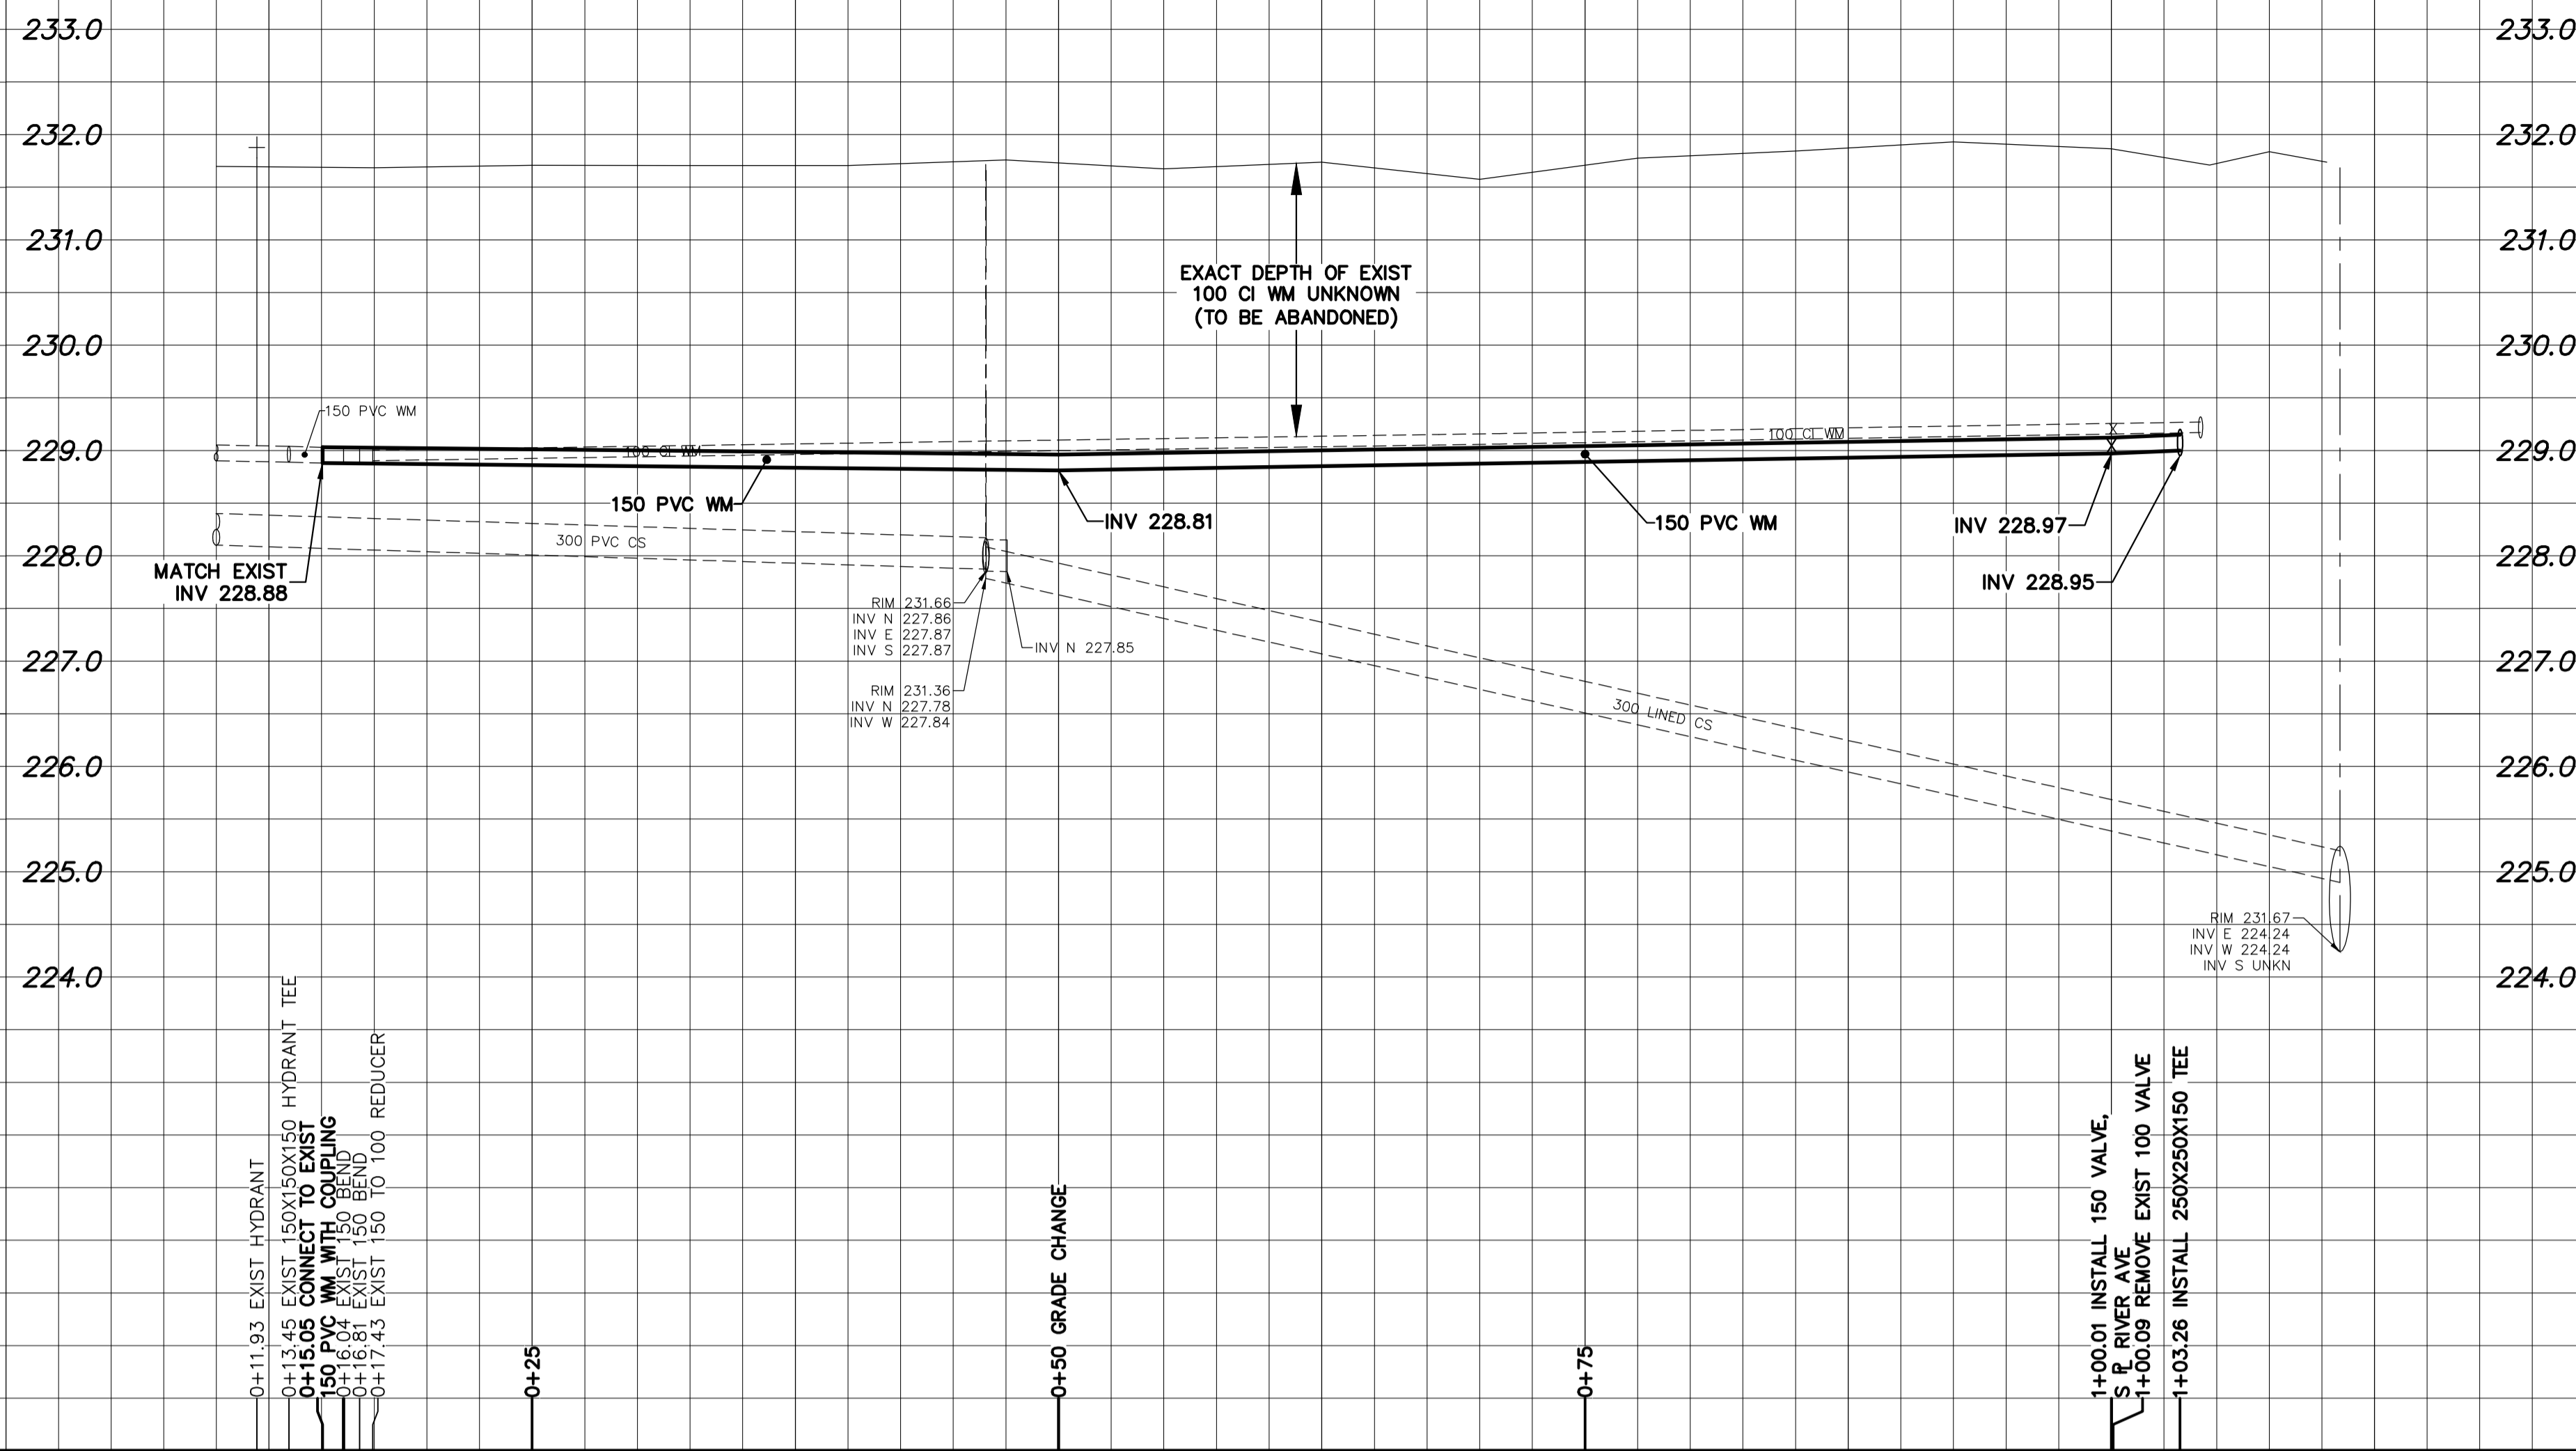 233.0
233.0
232.0
232.0
231.0
231.0
EXACT DEPTH OF EXIST
100 CI WM UNKNOWN
(TO BE ABANDONED)
230.0
230.0
150 PVC WM
229.0
229.0
100 CI WM
100 CI WM
150 PVC WM
INV 228.81
150 PVC WM
INV 228.97
300 PVC CS
228.0
228.0
MATCH EXIST
INV 228.88
INV 228.95
RIM 231.66
INV N 227.86
INV E 227.87
INV S 227.87
INV N 227.85
227.0
227.0
RIM 231.36
INV N 227.78
INV W 227.84
300 LINED CS
226.0
226.0
225.0
225.0
RIM 231.67
INV E 224.24
INV W 224.24
INV S UNKN
224.0
224.0
0+11.93 EXIST HYDRANT
0+13.45 EXIST 150X150X150 HYDRANT TEE
0+15.05 CONNECT TO EXIST
150 PVC WM WITH COUPLING
0+16.04 EXIST 150 BEND
0+16.81 EXIST 150 BEND
0+17.43 EXIST 150 TO 100 REDUCER
0+25
0+50 GRADE CHANGE
0+75
1+00.01 INSTALL 150 VALVE,
S PL RIVER AVE
1+00.09 REMOVE EXIST 100 VALVE
1+03.26 INSTALL 250X250X150 TEE